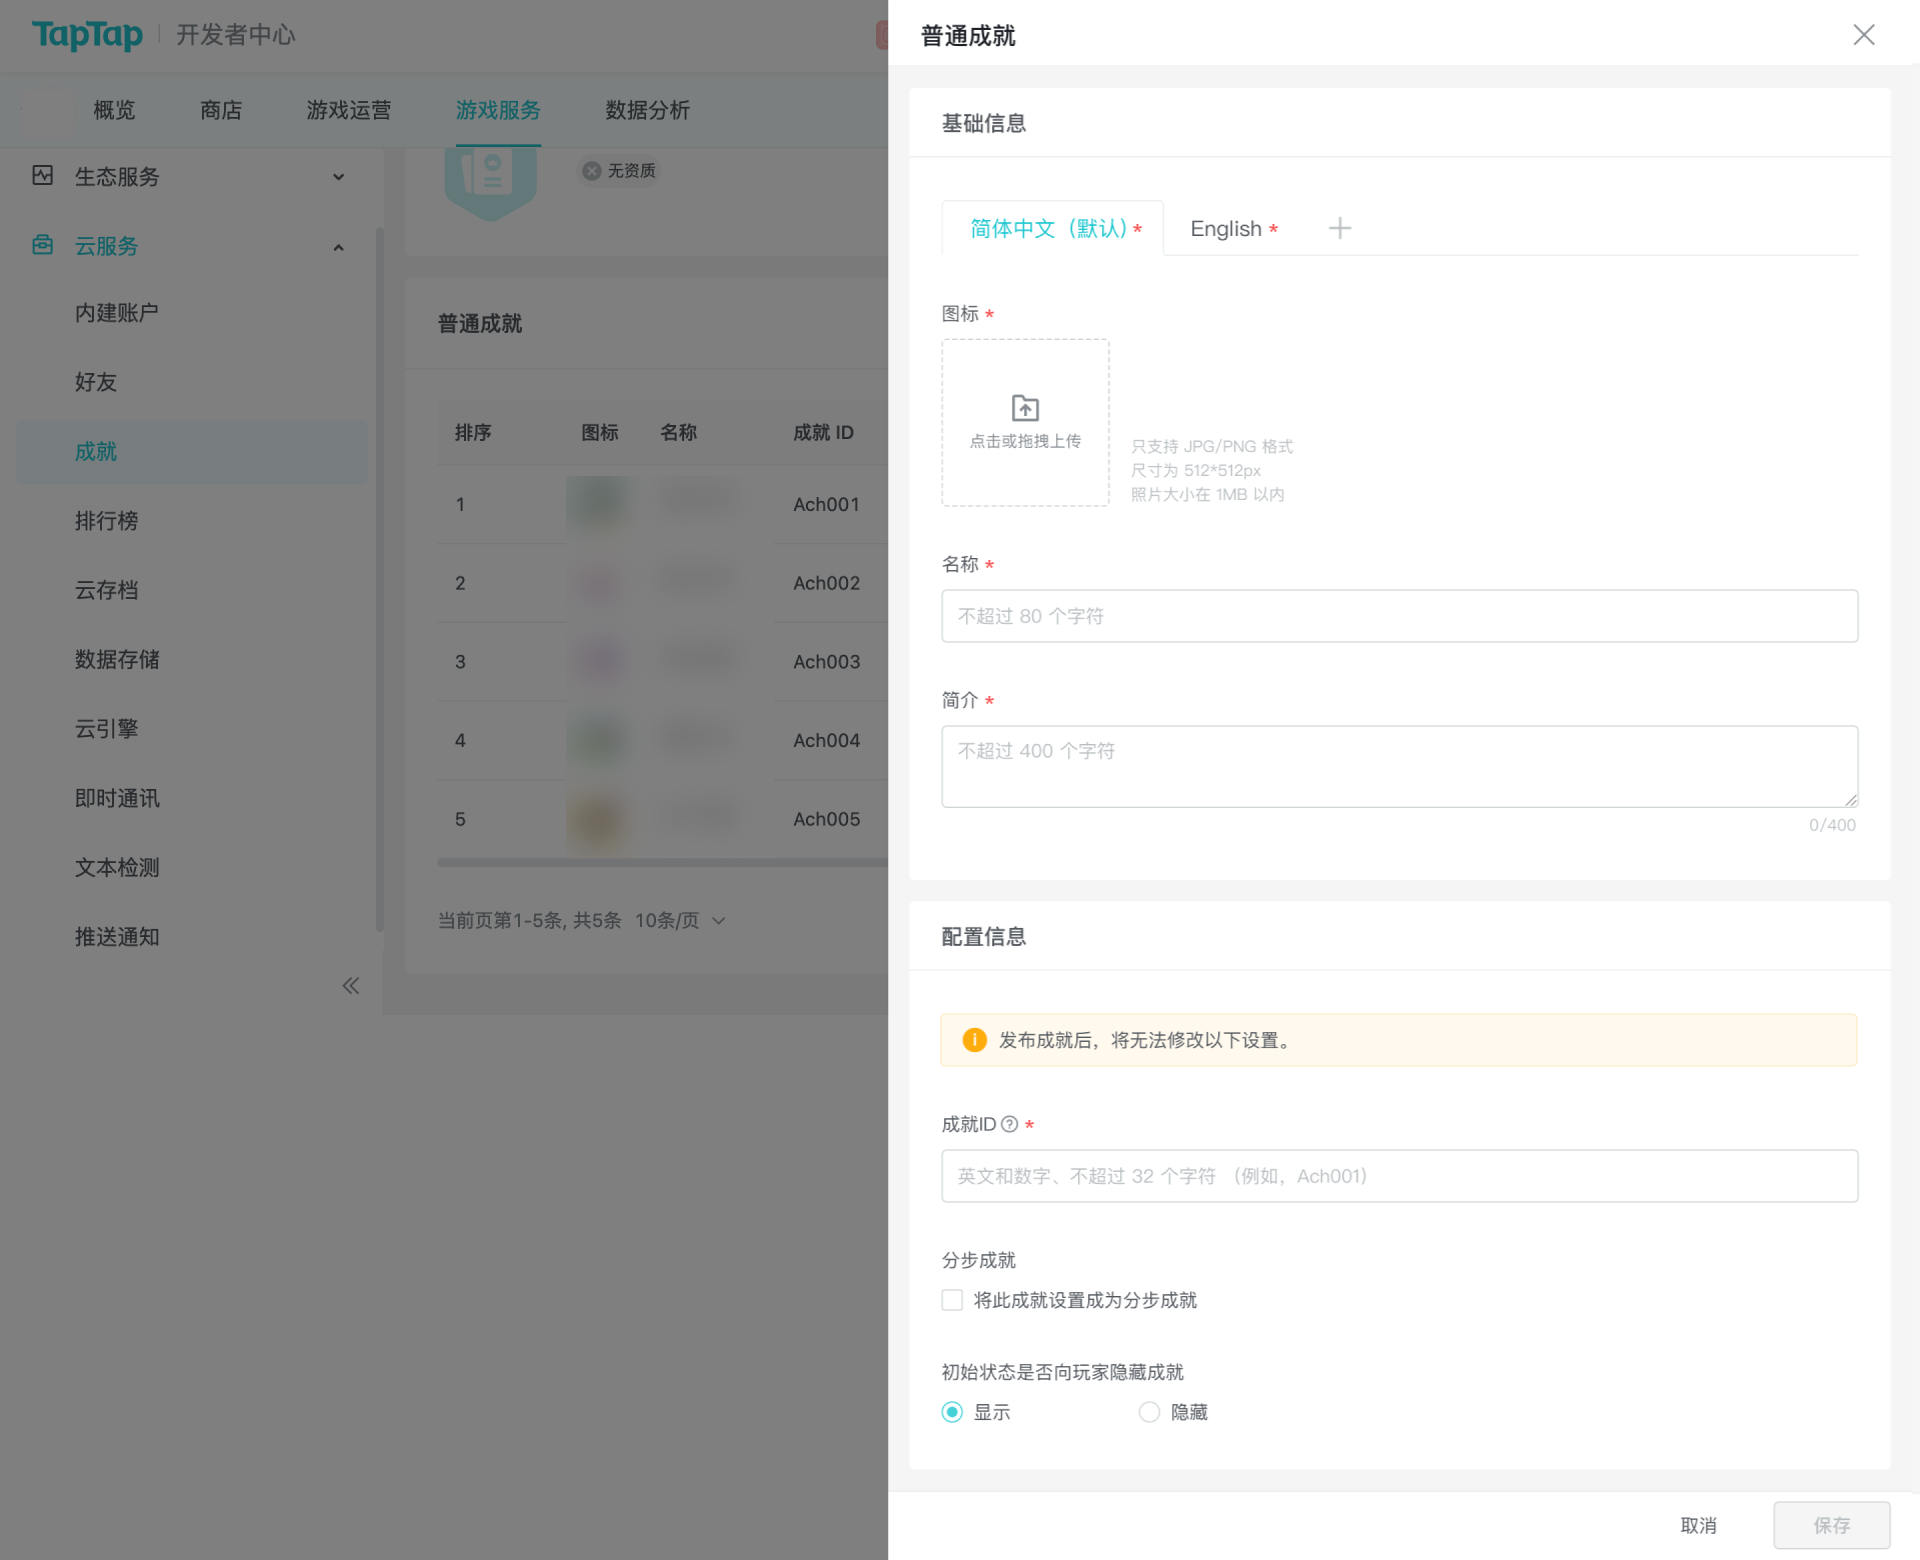 TapTap 开发者中心
概览 商店 游戏运营 游戏服务 数据分析
生态服务
云服务
内建账户
好友
成就
排行榜
云存档
数据存储
云引擎
即时通讯
文本检测
推送通知
无资质
普通成就
排序 图标 名称 成就 ID
1 Ach001
2 Ach002
3 Ach003
4 Ach004
5 Ach005
当前页第1-5条, 共5条 10条/页
普通成就
基础信息
简体中文（默认）* English *
图标 *
点击或拖拽上传
只支持 JPG/PNG 格式
尺寸为 512*512px
照片大小在 1MB 以内
名称 *
不超过 80 个字符
简介 *
不超过 400 个字符
0/400
配置信息
发布成就后，将无法修改以下设置。
成就ID *
英文和数字、不超过 32 个字符 （例如，Ach001）
分步成就
将此成就设置成为分步成就
初始状态是否向玩家隐藏成就
显示 隐藏
取消 保存